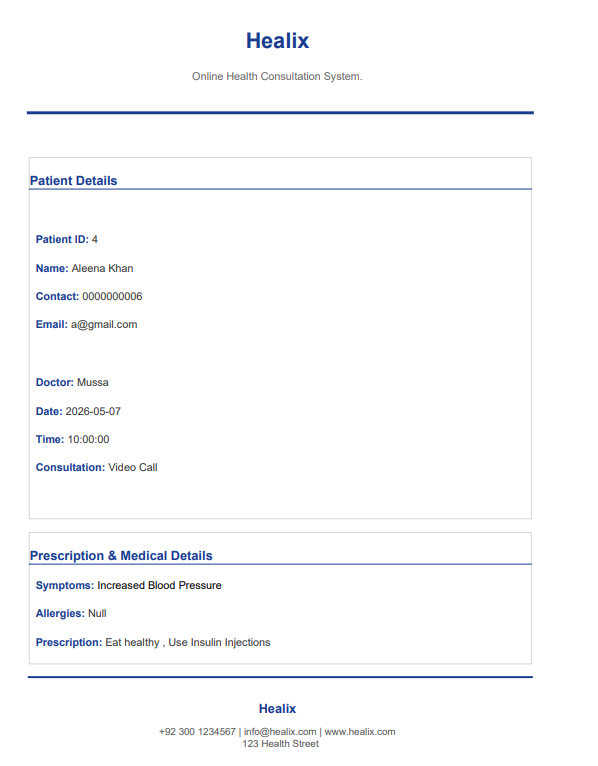 Healix
Online Health Consultation System.
Patient Details
Patient ID: 4
Name: Aleena Khan
Contact: 0000000006
Email: a@gmail.com
Doctor: Mussa
Date: 2026-05-07
Time: 10:00:00
Consultation: Video Call
Prescription & Medical Details
Symptoms: Increased Blood Pressure
Allergies: Null
Prescription: Eat healthy , Use Insulin Injections
Healix
+92 300 1234567 | info@healix.com | www.healix.com
123 Health Street